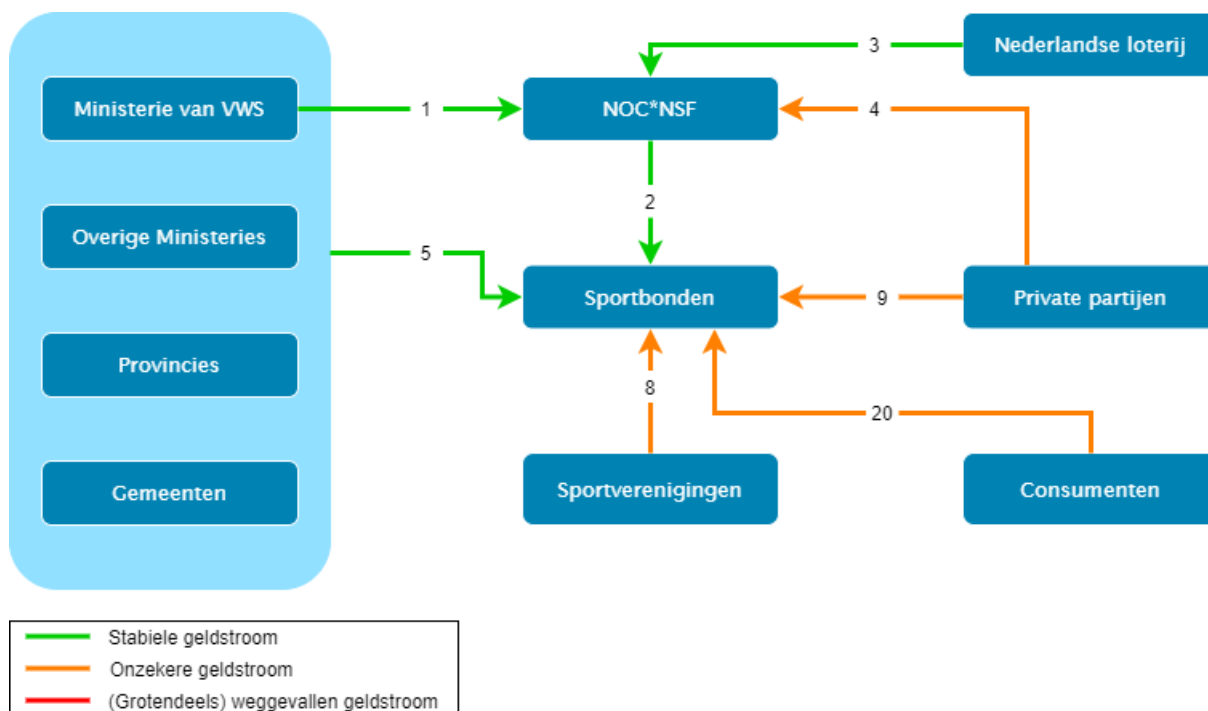 Nederlandse loterij
3
Ministerie van VWS
1
NOC*NSF
4
2
Overige Ministeries
5
Sportbonden
9
Private partijen
Provincies
8
20
Gemeenten
Sportverenigingen
Consumenten
Stabiele geldstroom
Onzekere geldstroom
(Grotendeels) weggevallen geldstroom